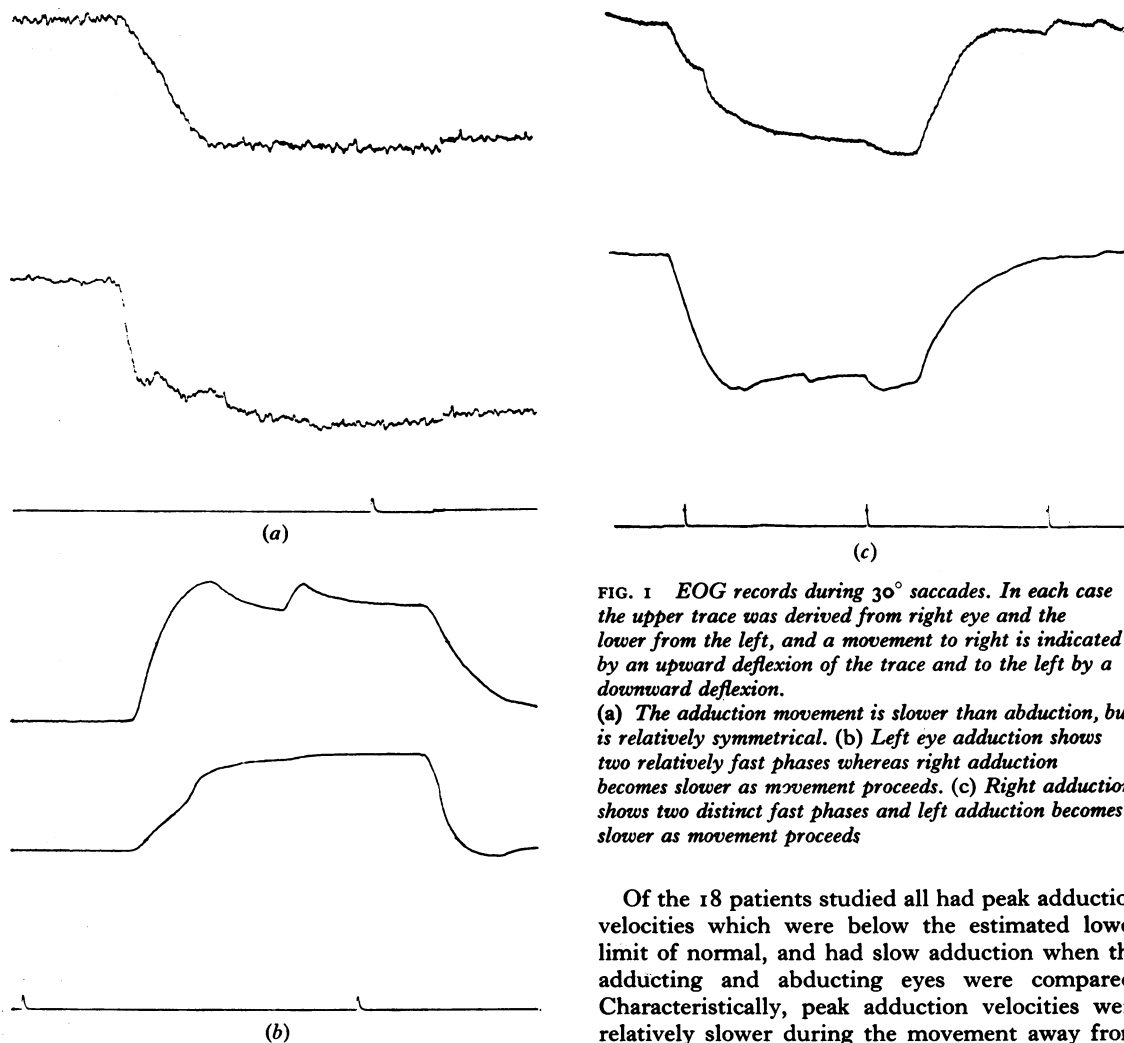 (a)
(b)
(c)
FIG. I EOG records during 30° saccades. In each case
the upper trace was derived from right eye and the
lower from the left, and a movement to right is indicated
by an upward deflexion of the trace and to the left by a
downward deflexion.
(a) The adduction movement is slower than abduction, bu
is relatively symmetrical. (b) Left eye adduction shows
two relatively fast phases whereas right adduction
becomes slower as movement proceeds. (c) Right adduction
shows two distinct fast phases and left adduction becomes
slower as movement proceeds
Of the 18 patients studied all had peak adductio
velocities which were below the estimated lowe
limit of normal, and had slow adduction when th
adducting and abducting eyes were compared
Characteristically, peak adduction velocities wer
relatively slower during the movement away from